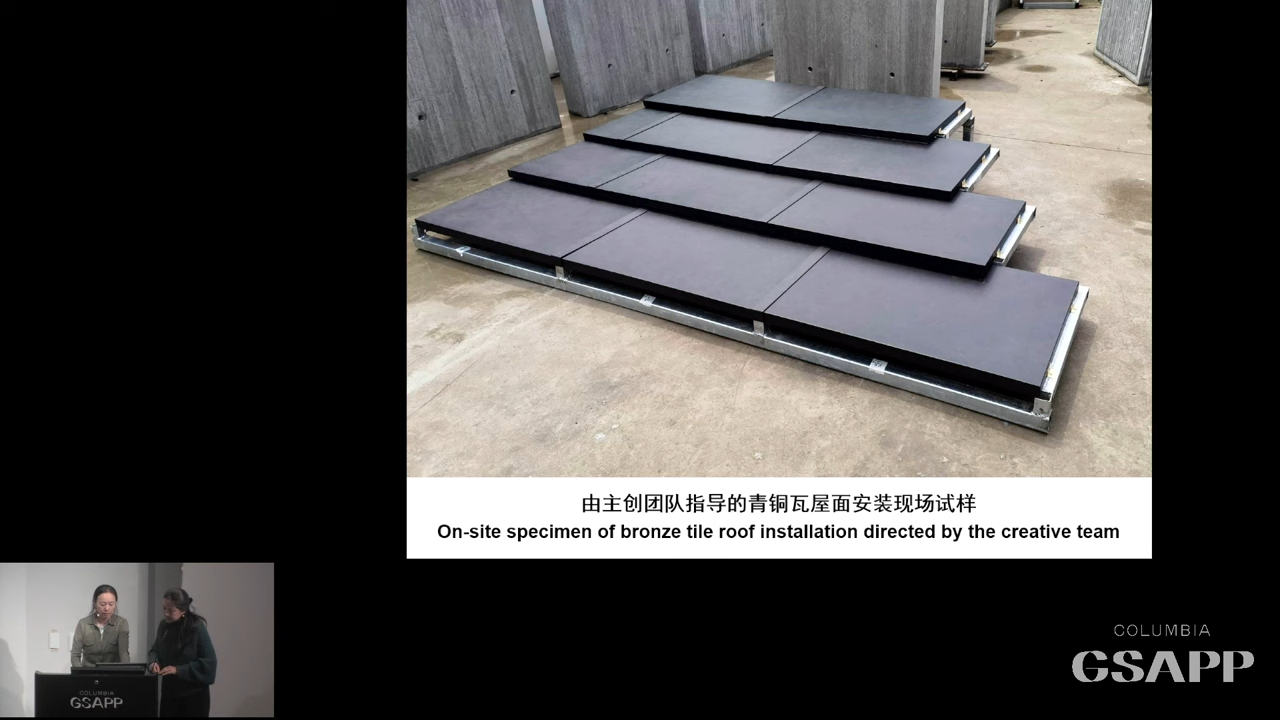 由主创团队指导的青铜瓦屋面安装现场试样
On-site specimen of bronze tile roof installation directed by the creative team
COLUMBIA
GSAPP
COLUMBIA
GSAPP